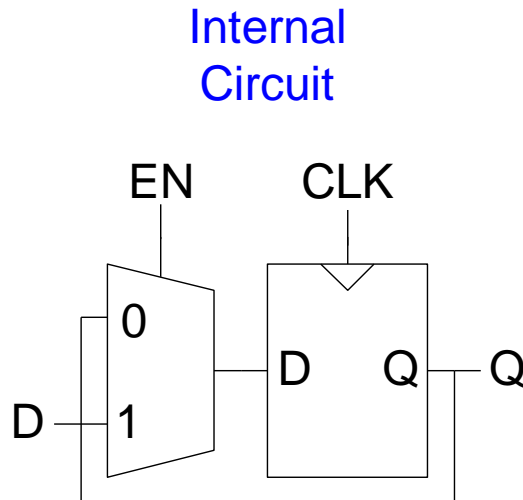 Internal
Circuit
EN CLK
0
D Q Q
D 1